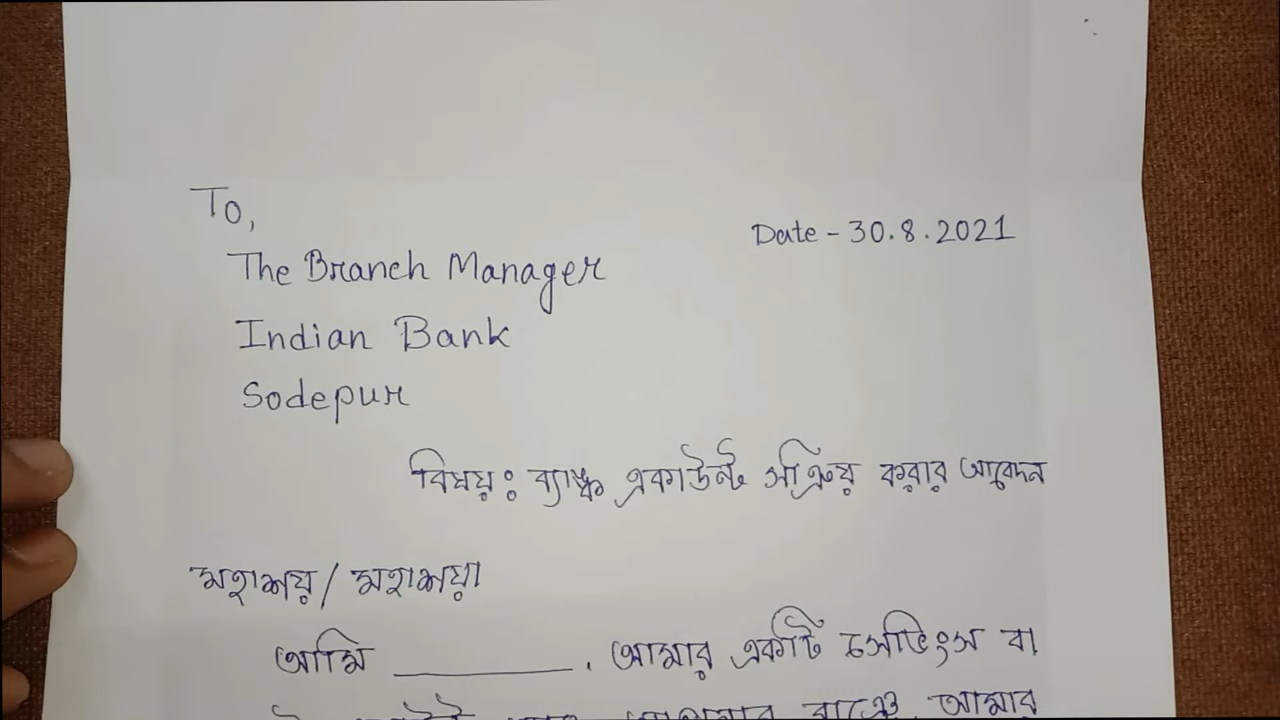 To,
Date - 30.8.2021
The Branch Manager
Indian Bank
Sodepur
বিষয়ঃ ব্যাঙ্ক একাউন্ট সক্রিয় করার আবেদন
মহাশয়/মহাশয়া
আমি ________. আমার একটি সেভিংস বা
আমার